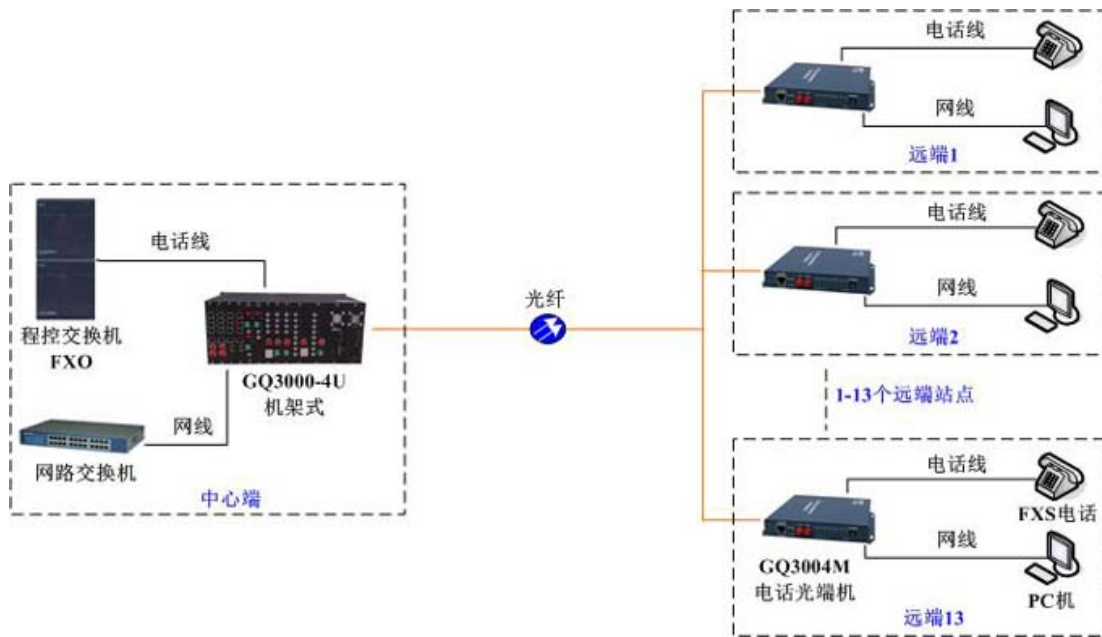 电话线
网线
远端1
电话线
网线
远端2
1-13个远端站点
电话线
FXS电话
网线
GQ3004M
电话光端机
PC机
远端13
光纤
电话线
程控交换机
FXO
GQ3000-4U
机架式
网线
网路交换机
中心端